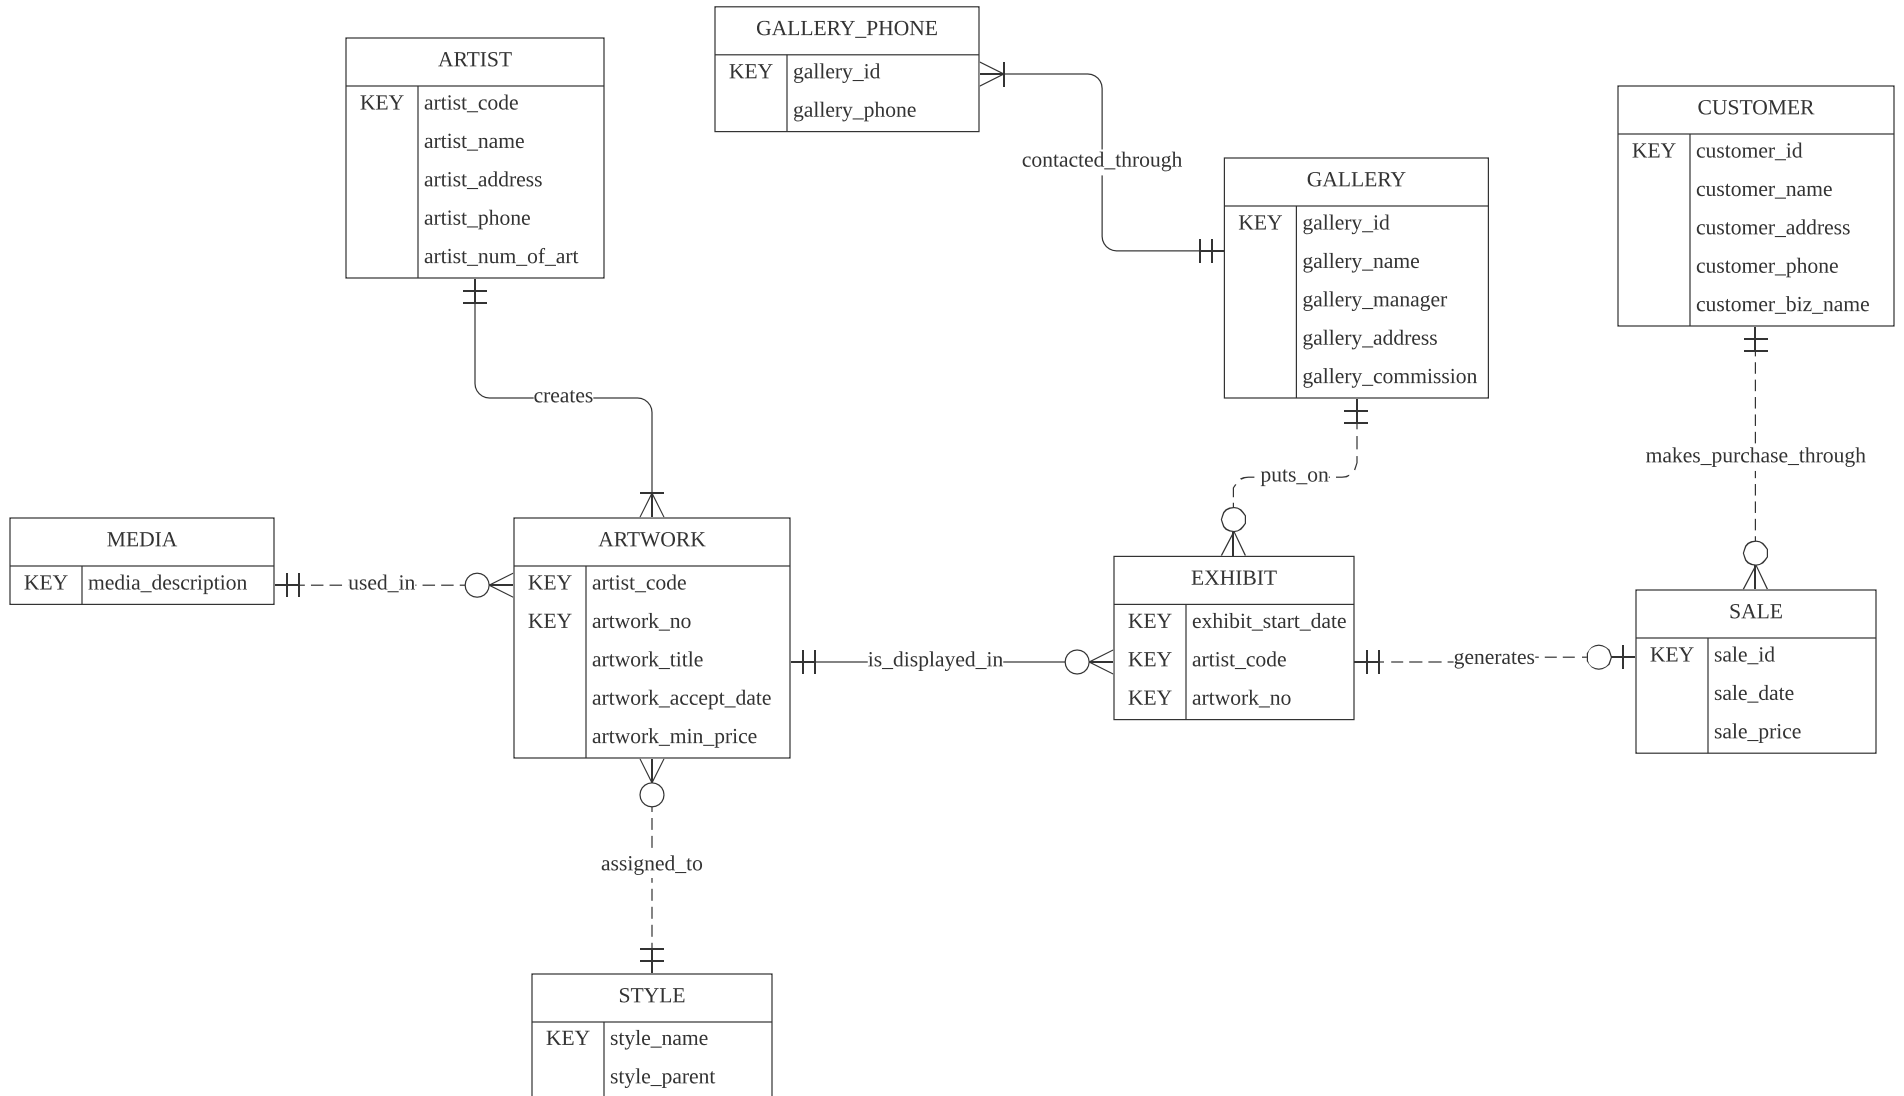 GALLERY_PHONE
KEY gallery_id
gallery_phone
ARTIST
KEY artist_code
artist_name
artist_address
artist_phone
artist_num_of_art
contacted_through
GALLERY
KEY gallery_id
gallery_name
gallery_manager
gallery_address
gallery_commission
CUSTOMER
KEY customer_id
customer_name
customer_address
customer_phone
customer_biz_name
creates
puts_on
makes_purchase_through
MEDIA
KEY media_description
used_in
ARTWORK
KEY artist_code
KEY artwork_no
artwork_title
artwork_accept_date
artwork_min_price
is_displayed_in
EXHIBIT
KEY exhibit_start_date
KEY artist_code
KEY artwork_no
generates
SALE
KEY sale_id
sale_date
sale_price
assigned_to
STYLE
KEY style_name
style_parent